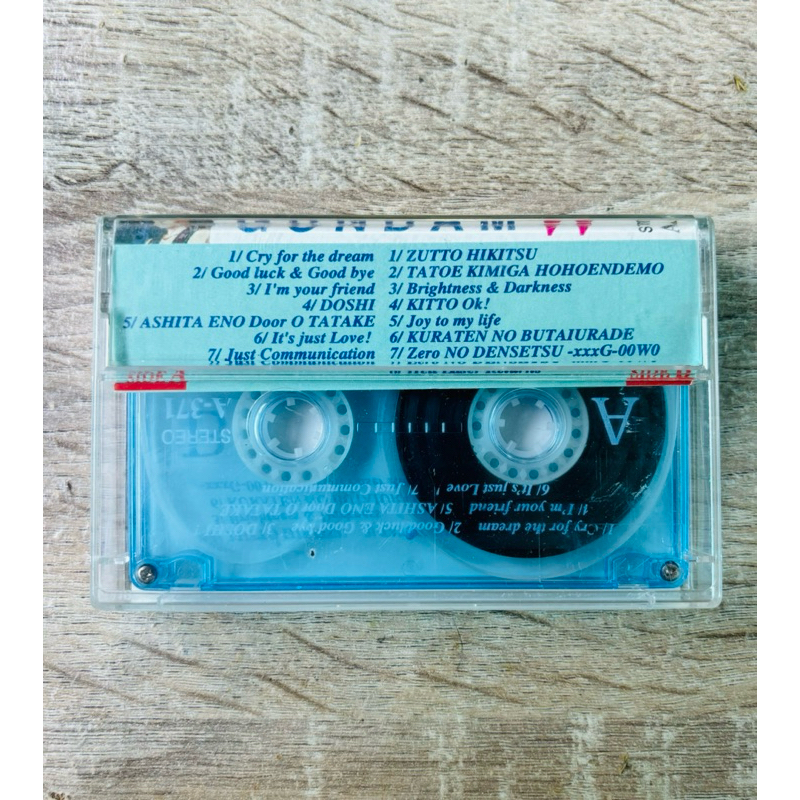 GUNDAM W
1/ Cry for the dream
2/ Good luck & Good bye
3/ I'm your friend
4/ DOSHI
5/ ASHITA ENO Door O TATAKE
6/ It's just Love!
7/ Just Communication
1/ ZUTTO HIKITSU
2/ TATOE KIMIGA HOHOENDEMO
3/ Brightness & Darkness
4/ KITTO Ok!
5/ Joy to my life
6/ KURATEN NO BUTAIURADE
7/ Zero NO DENSETSU -xxxG-00W0
SIDE A
SIDE B
A
STEREO
A-371
1/ Cry for the dream 2/ Good luck & Good bye 3/ DOSHI
1/ I'm your friend 5/ ASHITA ENO Door O TATAKE
6/ It's just Love 7/ Just Communication